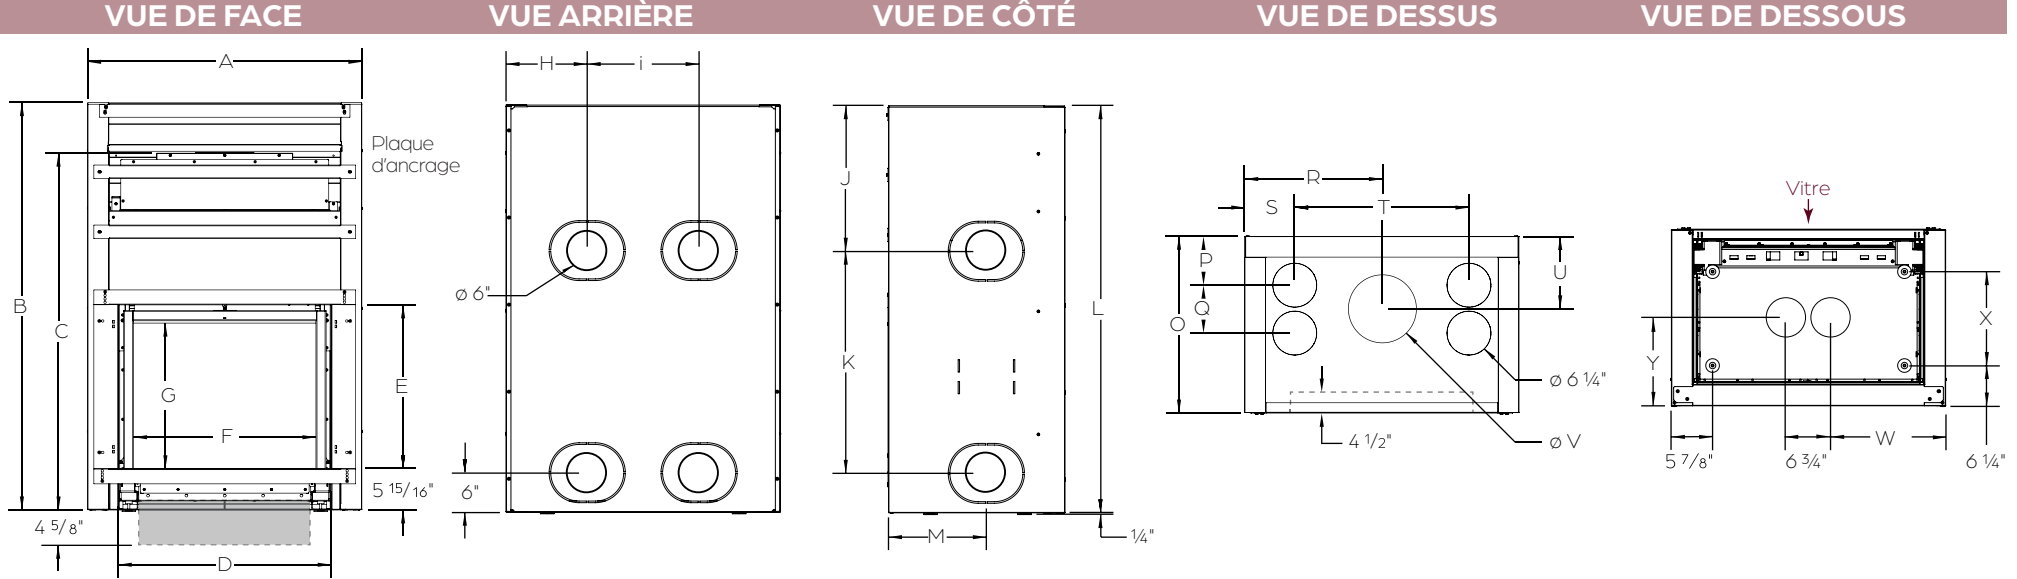 VUE DE FACE
VUE ARRIÈRE
VUE DE CÔTÉ
VUE DE DESSUS
VUE DE DESSOUS
A
B
C
Plaque
d'ancrage
G
E
F
5 15/16"
4 5/8"
D
H
i
ø 6"
6"
J
K
L
M
1/4"
R
S
T
P
Q
O
U
ø 6 1/4"
4 1/2"
ø V
Vitre
X
Y
W
5 7/8"
6 3/4"
6 1/4"